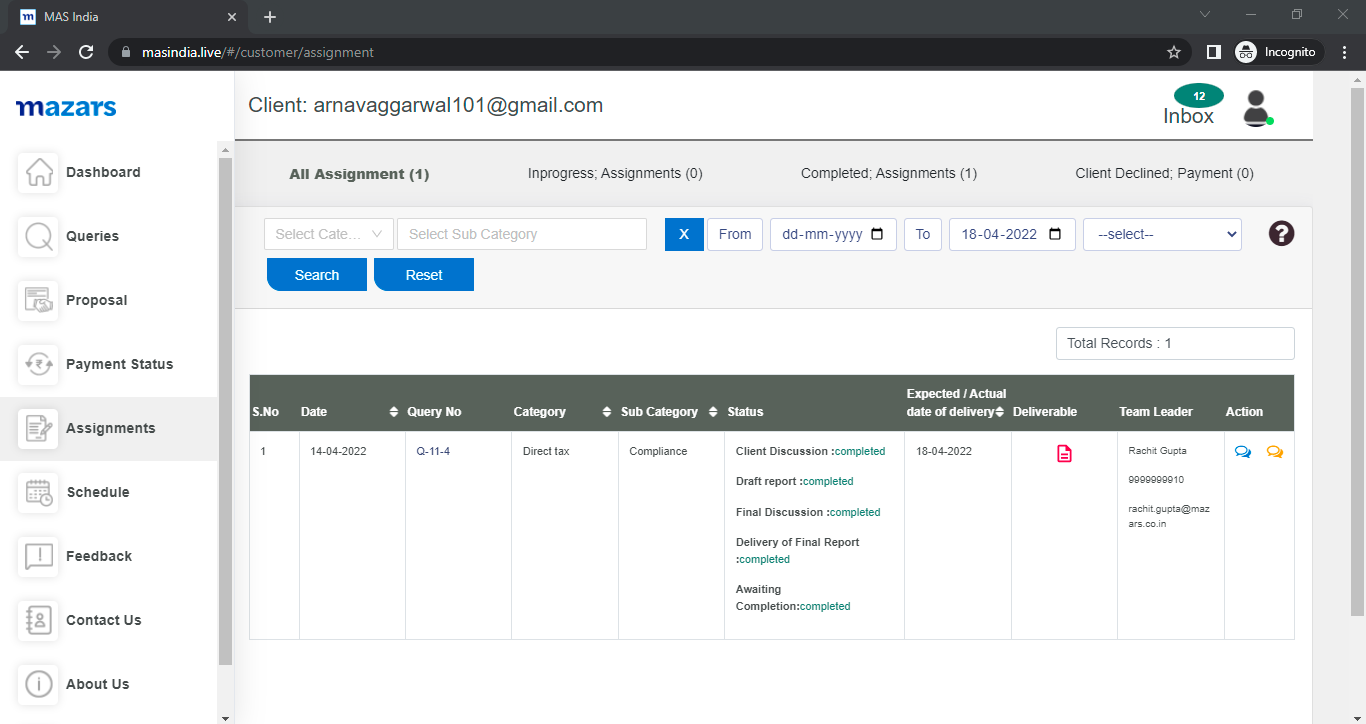 m MAS India
masindia.live/#/customer/assignment
Incognito
mazars
Client: arnavaggarwal101@gmail.com
12
Inbox
Dashboard
Queries
Proposal
Payment Status
Assignments
Schedule
Feedback
Contact Us
About Us
All Assignment (1)
Inprogress; Assignments (0)
Completed; Assignments (1)
Client Declined; Payment (0)
Select Cate...
Select Sub Category
X
From
dd-mm-yyyy
To
18-04-2022
--select--
?
Search
Reset
Total Records : 1
S.No
Date
Query No
Category
Sub Category
Status
Expected / Actual
date of delivery
Deliverable
Team Leader
Action
1
14-04-2022
Q-11-4
Direct tax
Compliance
Client Discussion :completed
Draft report :completed
Final Discussion :completed
Delivery of Final Report
:completed
Awaiting
Completion:completed
18-04-2022
Rachit Gupta
9999999910
rachit.gupta@maz
ars.co.in